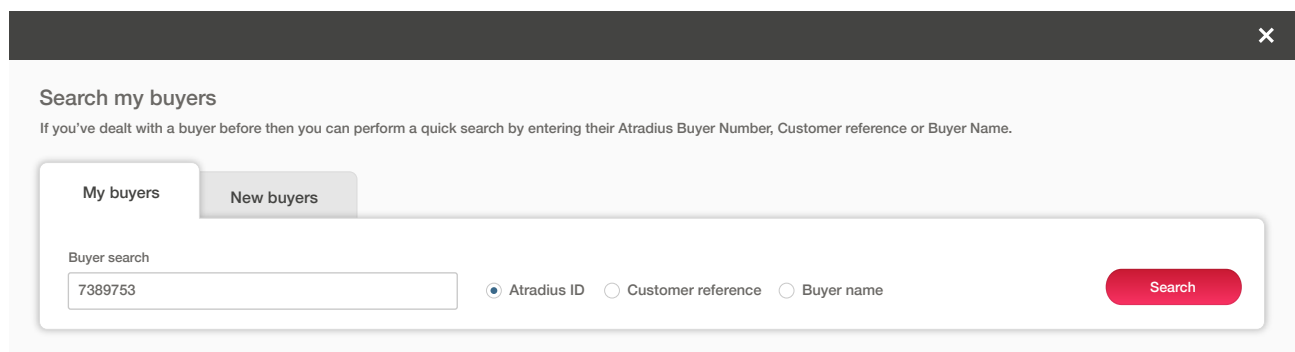 Search my buyers
If you've dealt with a buyer before then you can perform a quick search by entering their Atradius Buyer Number, Customer reference or Buyer Name.
My buyers
New buyers
Buyer search
7389753
Atradius ID
Customer reference
Buyer name
Search